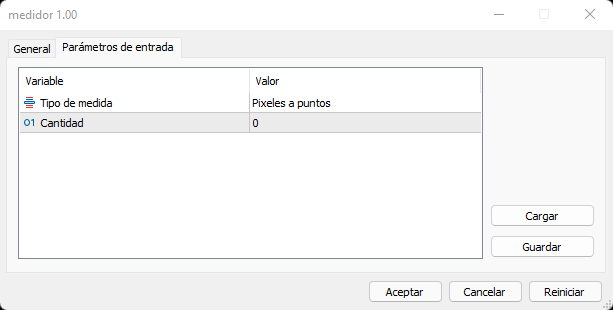 medidor 1.00
General Parámetros de entrada
Variable Valor
Tipo de medida Pixeles a puntos
01 Cantidad 0
Cargar
Guardar
Aceptar Cancelar Reiniciar